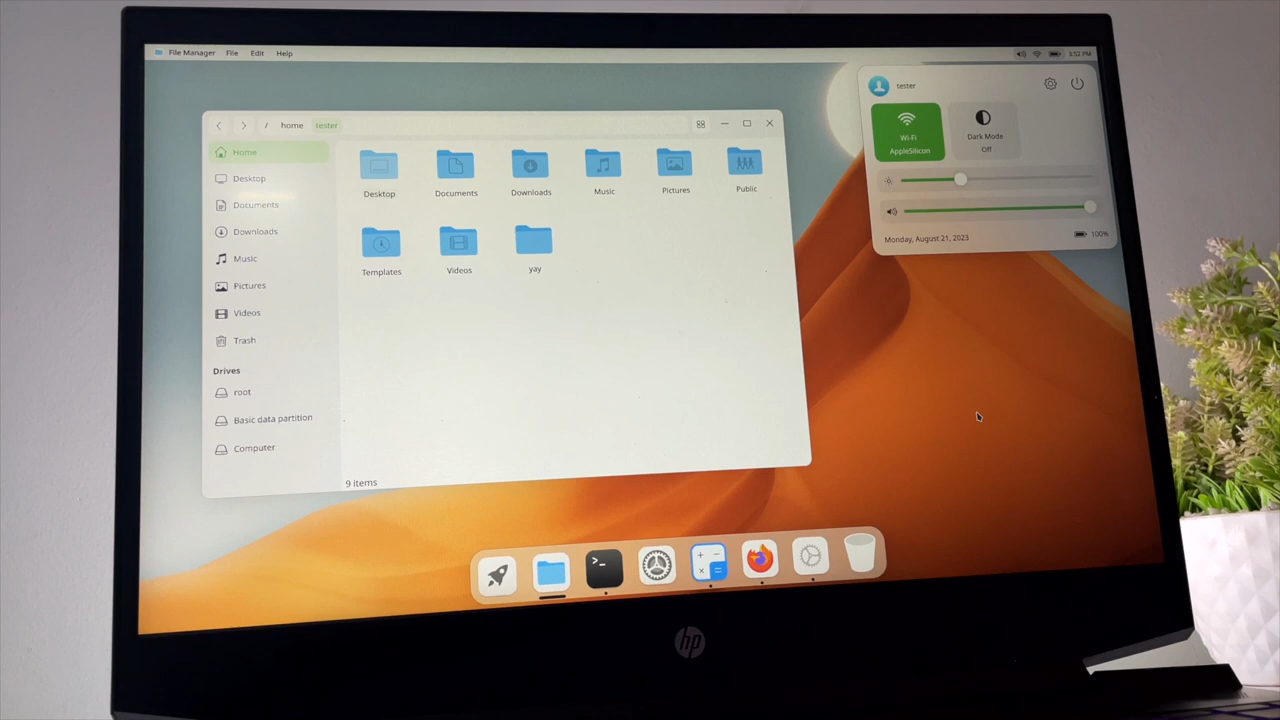 File Manager File Edit Help
3:52 PM
tester
Wi-Fi
AppleSilicon
Dark Mode
Off
Monday, August 21, 2023
100%
/ home tester
Home
Desktop
Documents
Downloads
Music
Pictures
Videos
Trash
Drives
root
Basic data partition
Computer
Desktop Documents Downloads Music Pictures Public
Templates Videos yay
9 items
>_
hp